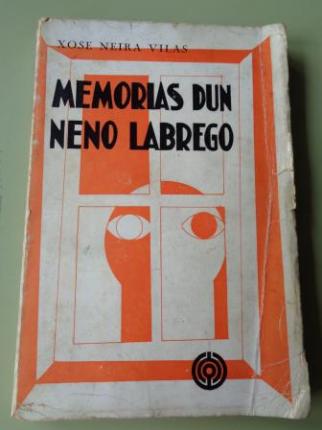 XOSE NEIRA VILAS
MEMORIAS DUN
NENO LABREGO